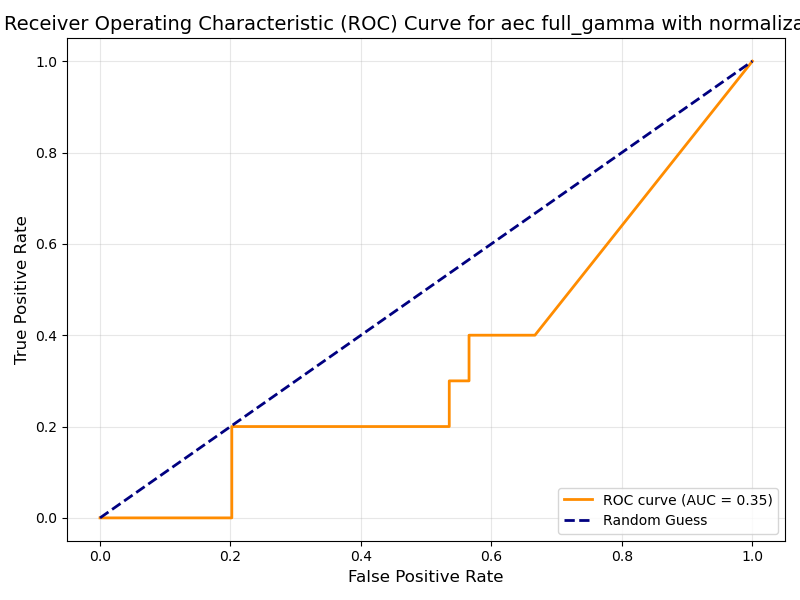 Receiver Operating Characteristic (ROC) Curve for aec full_gamma with normaliza
1.0
0.8
0.6
0.4
0.2
0.0
True Positive Rate
ROC curve (AUC = 0.35)
Random Guess
0.0 0.2 0.4 0.6 0.8 1.0
False Positive Rate